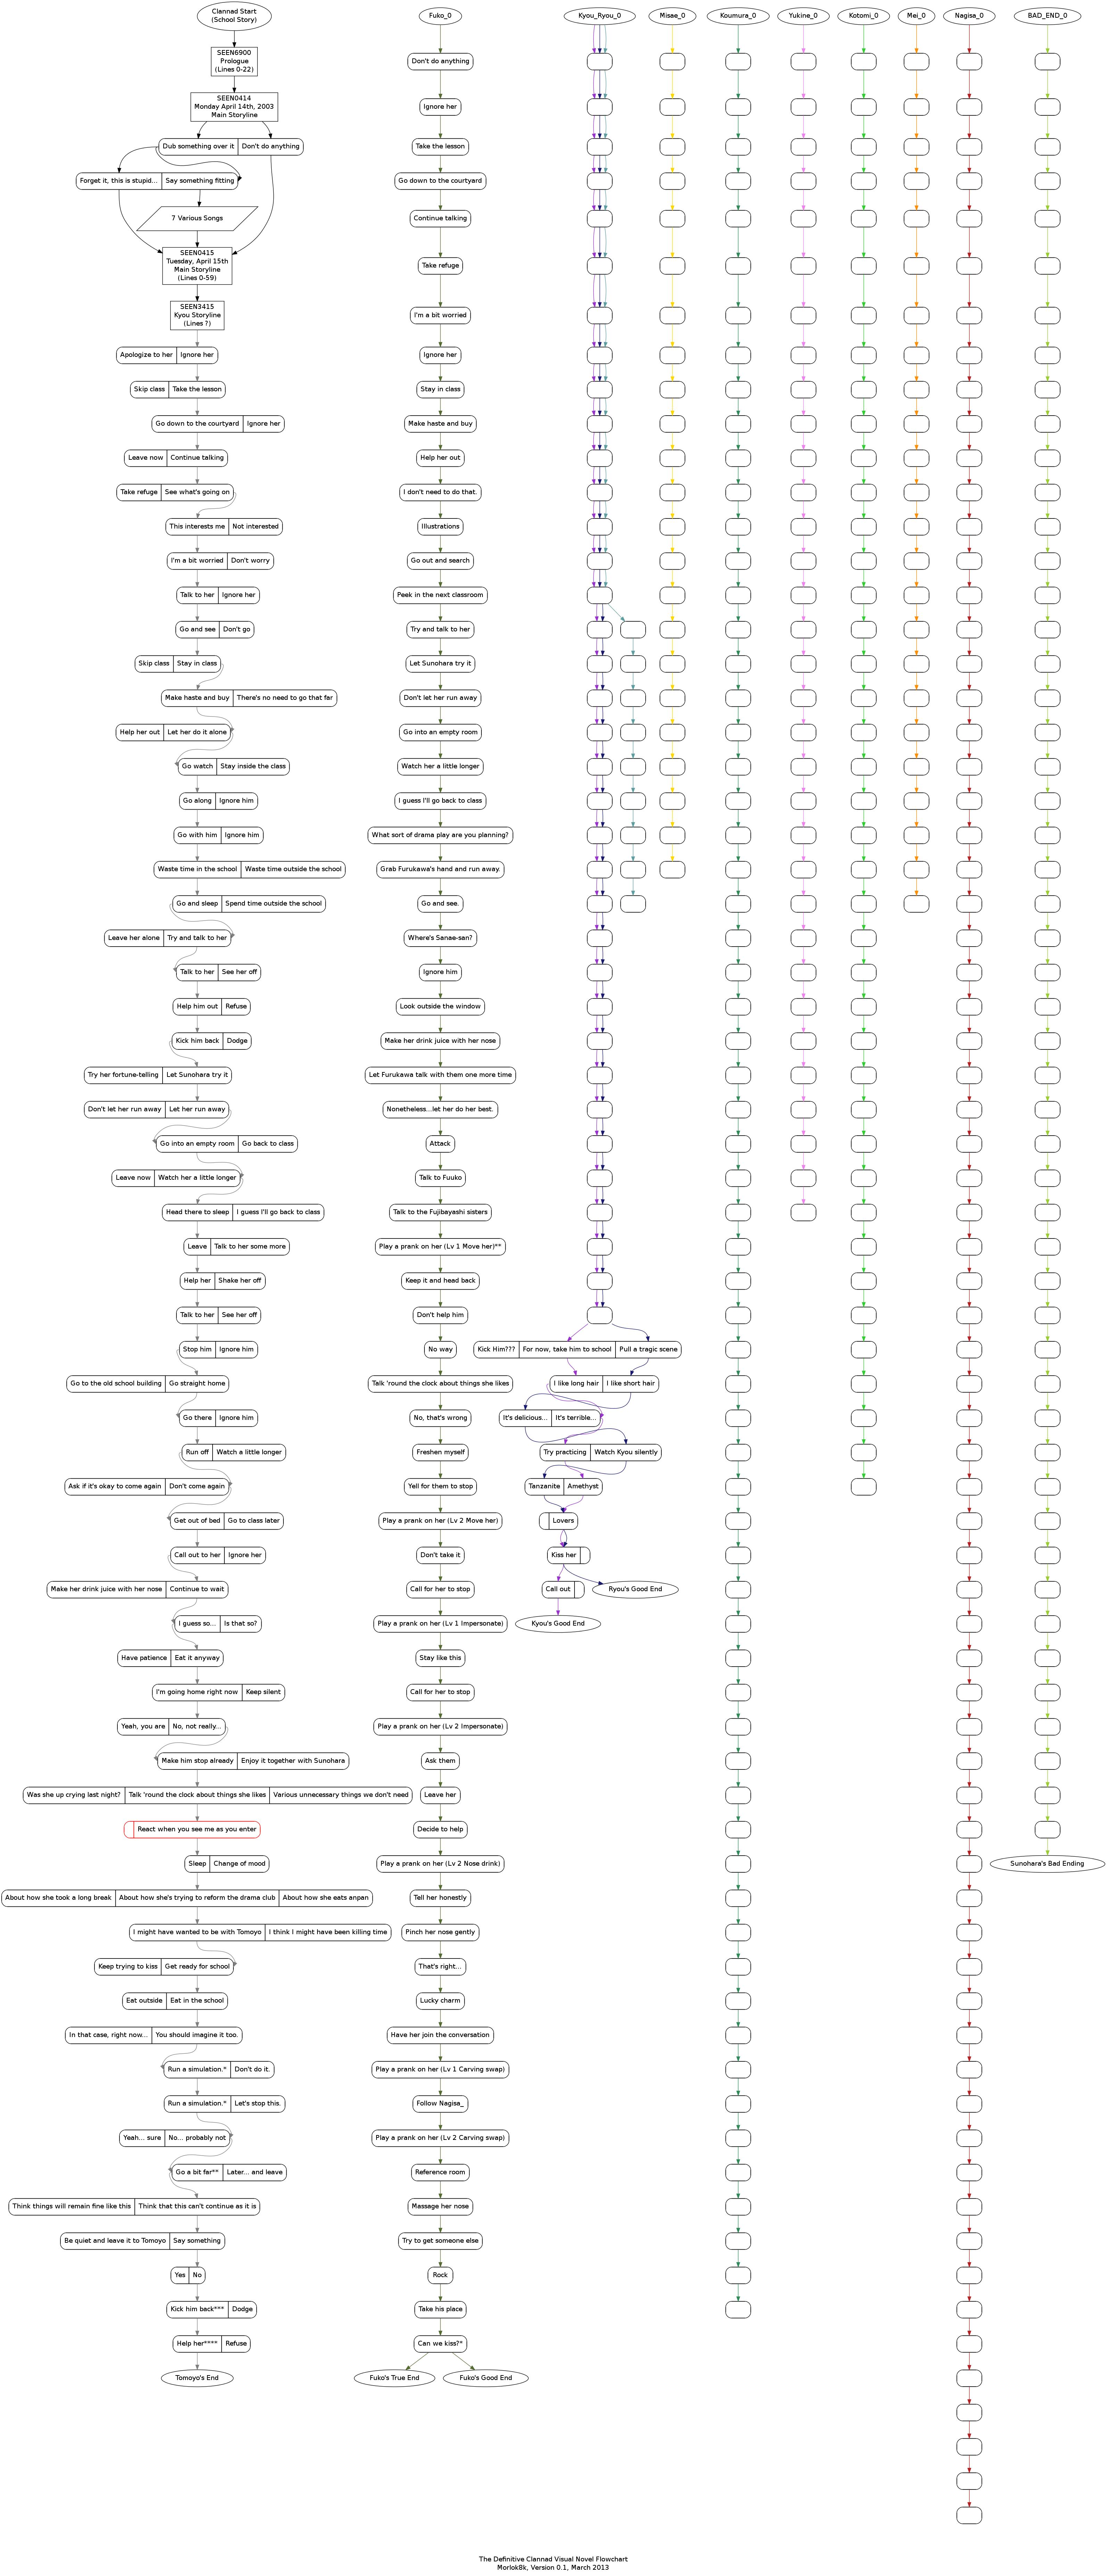 Clannad Start
(School Story)
SEEN6900
Prologue
(Lines 0-22)
SEEN0414
Monday April 14th, 2003
Main Storyline
Dub something over it
Don't do anything
Forget it, this is stupid...
Say something fitting
7 Various Songs
SEEN0415
Tuesday, April 15th
Main Storyline
(Lines 0-59)
SEEN3415
Kyou Storyline
(Lines ?)
Apologize to her
Ignore her
Skip class
Take the lesson
Go down to the courtyard
Ignore her
Leave now
Continue talking
Take refuge
See what's going on
This interests me
Not interested
I'm a bit worried
Don't worry
Talk to her
Ignore her
Go and see
Don't go
Skip class
Stay in class
Make haste and buy
There's no need to go that far
Help her out
Let her do it alone
Go watch
Stay inside the class
Go along
Ignore him
Go with him
Ignore him
Waste time in the school
Waste time outside the school
Go and sleep
Spend time outside the school
Leave her alone
Try and talk to her
Talk to her
See her off
Help him out
Refuse
Kick him back
Dodge
Try her fortune-telling
Let Sunohara try it
Don't let her run away
Let her run away
Go into an empty room
Go back to class
Leave now
Watch her a little longer
Head there to sleep
I guess I'll go back to class
Leave
Talk to her some more
Help her
Shake her off
Talk to her
See her off
Stop him
Ignore him
Go to the old school building
Go straight home
Go there
Ignore him
Run off
Watch a little longer
Ask if it's okay to come again
Don't come again
Get out of bed
Go to class later
Call out to her
Ignore her
Make her drink juice with her nose
Continue to wait
I guess so...
Is that so?
Have patience
Eat it anyway
I'm going home right now
Keep silent
Yeah, you are
No, not really...
Make him stop already
Enjoy it together with Sunohara
Was she up crying last night?
Talk 'round the clock about things she likes
Various unnecessary things we don't need
React when you see me as you enter
Sleep
Change of mood
About how she took a long break
About how she's trying to reform the drama club
About how she eats anpan
I might have wanted to be with Tomoyo
I think I might have been killing time
Keep trying to kiss
Get ready for school
Eat outside
Eat in the school
In that case, right now...
You should imagine it too.
Run a simulation.*
Don't do it.
Run a simulation.*
Let's stop this.
Yeah... sure
No... probably not
Go a bit far**
Later... and leave
Think things will remain fine like this
Think that this can't continue as it is
Be quiet and leave it to Tomoyo
Say something
Yes
No
Kick him back***
Dodge
Help her****
Refuse
Tomoyo's End
Fuko_0
Don't do anything
Ignore her
Take the lesson
Go down to the courtyard
Continue talking
Take refuge
I'm a bit worried
Ignore her
Stay in class
Make haste and buy
Help her out
I don't need to do that.
Illustrations
Go out and search
Peek in the next classroom
Try and talk to her
Let Sunohara try it
Don't let her run away
Go into an empty room
Watch her a little longer
I guess I'll go back to class
What sort of drama play are you planning?
Grab Furukawa's hand and run away.
Go and see.
Where's Sanae-san?
Ignore him
Look outside the window
Make her drink juice with her nose
Let Furukawa talk with them one more time
Nonetheless...let her do her best.
Attack
Talk to Fuuko
Talk to the Fujibayashi sisters
Play a prank on her (Lv 1 Move her)**
Keep it and head back
Don't help him
No way
Talk 'round the clock about things she likes
No, that's wrong
Freshen myself
Yell for them to stop
Play a prank on her (Lv 2 Move her)
Don't take it
Call for her to stop
Play a prank on her (Lv 1 Impersonate)
Stay like this
Call for her to stop
Play a prank on her (Lv 2 Impersonate)
Ask them
Leave her
Decide to help
Play a prank on her (Lv 2 Nose drink)
Tell her honestly
Pinch her nose gently
That's right...
Lucky charm
Have her join the conversation
Play a prank on her (Lv 1 Carving swap)
Follow Nagisa_
Play a prank on her (Lv 2 Carving swap)
Reference room
Massage her nose
Try to get someone else
Rock
Take his place
Can we kiss?*
Fuko's True End
Fuko's Good End
Kyou_Ryou_0
Kick Him???
For now, take him to school
Pull a tragic scene
I like long hair
I like short hair
It's delicious...
It's terrible...
Try practicing
Watch Kyou silently
Tanzanite
Amethyst
Lovers
Kiss her
Call out
Ryou's Good End
Kyou's Good End
Misae_0
Koumura_0
Yukine_0
Kotomi_0
Mei_0
Nagisa_0
BAD_END_0
Sunohara's Bad Ending
The Definitive Clannad Visual Novel Flowchart
Morlok8k, Version 0.1, March 2013